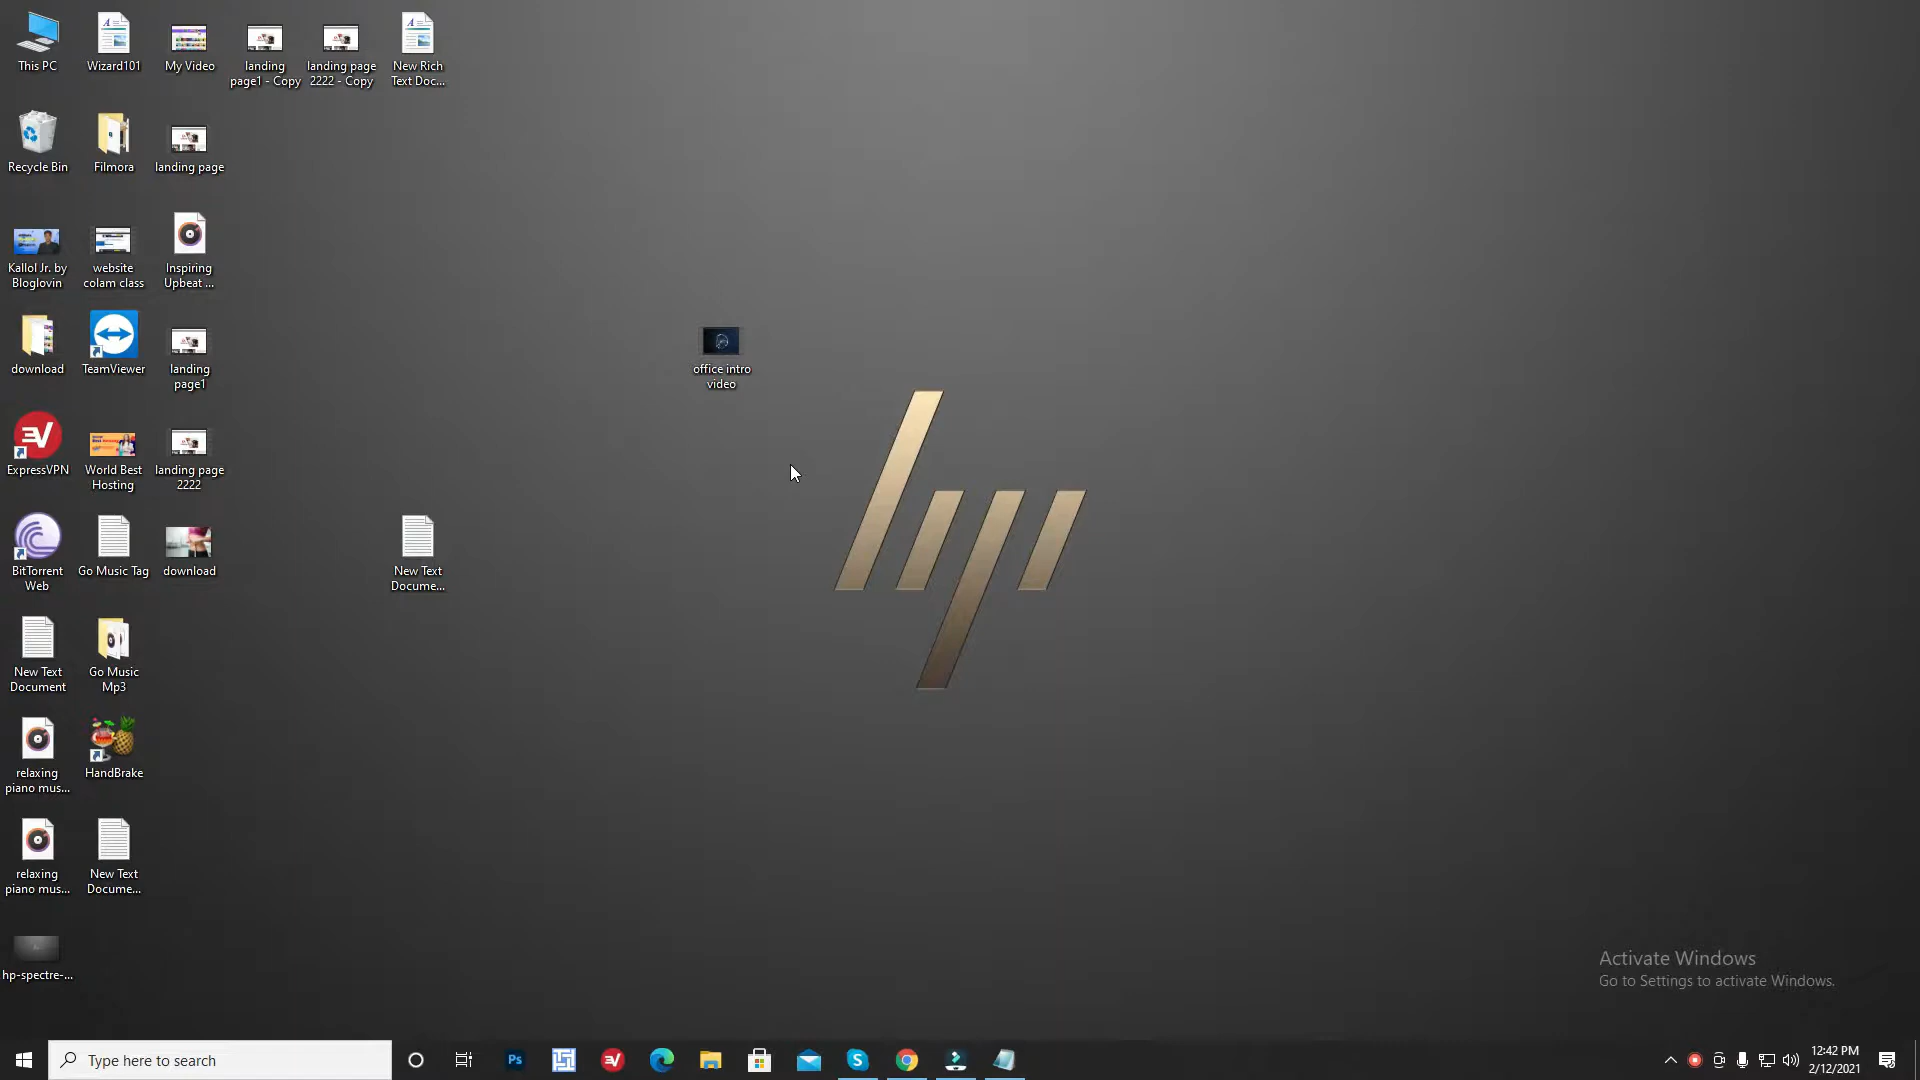 This PC
Wizard101
My Video
landing
page1 - Copy
landing page
2222 - Copy
New Rich
Text Doc...
Recycle Bin
Filmora
landing page
Kallol Jr. by
Bloglovin
website
colam class
Inspiring
Upbeat ...
download
TeamViewer
landing
page1
office intro
video
ExpressVPN
World Best
Hosting
landing page
2222
BitTorrent
Web
Go Music Tag
download
New Text
Docume...
New Text
Document
Go Music
Mp3
relaxing
piano mus...
HandBrake
relaxing
piano mus...
New Text
Docume...
hp-spectre-...
hp
Activate Windows
Go to Settings to activate Windows.
Type here to search
Ps
12:42 PM
2/12/2021